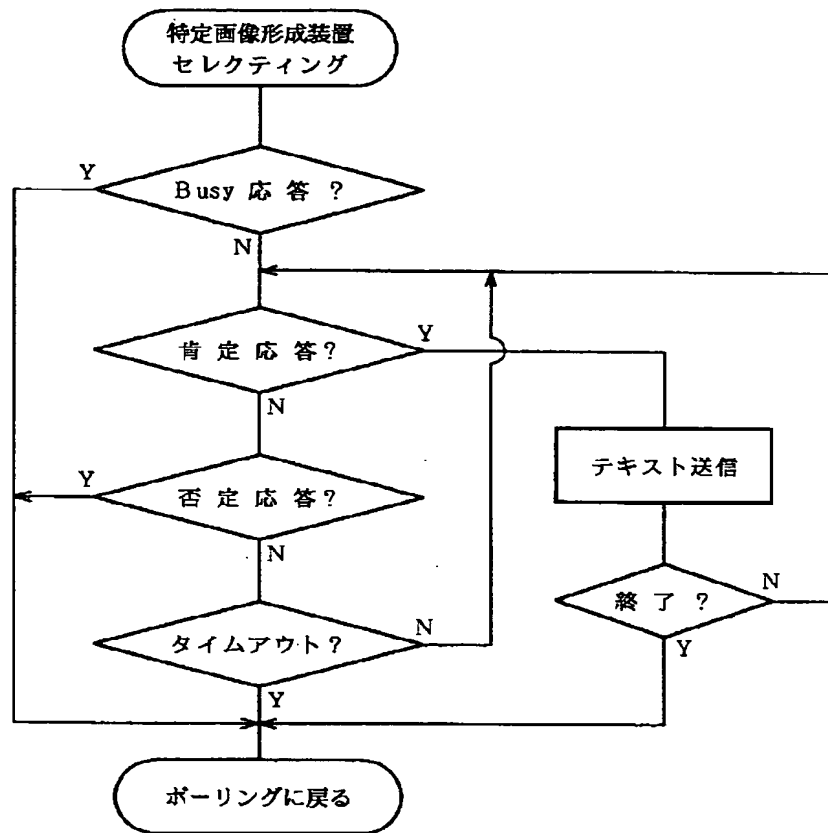 特定画像形成装置
セレクティング
Y
Busy 応答 ?
N
肯定応答?
Y
N
テキスト送信
Y
否定応答?
N
終了?
N
Y
タイムアウト?
N
Y
ポーリングに戻る